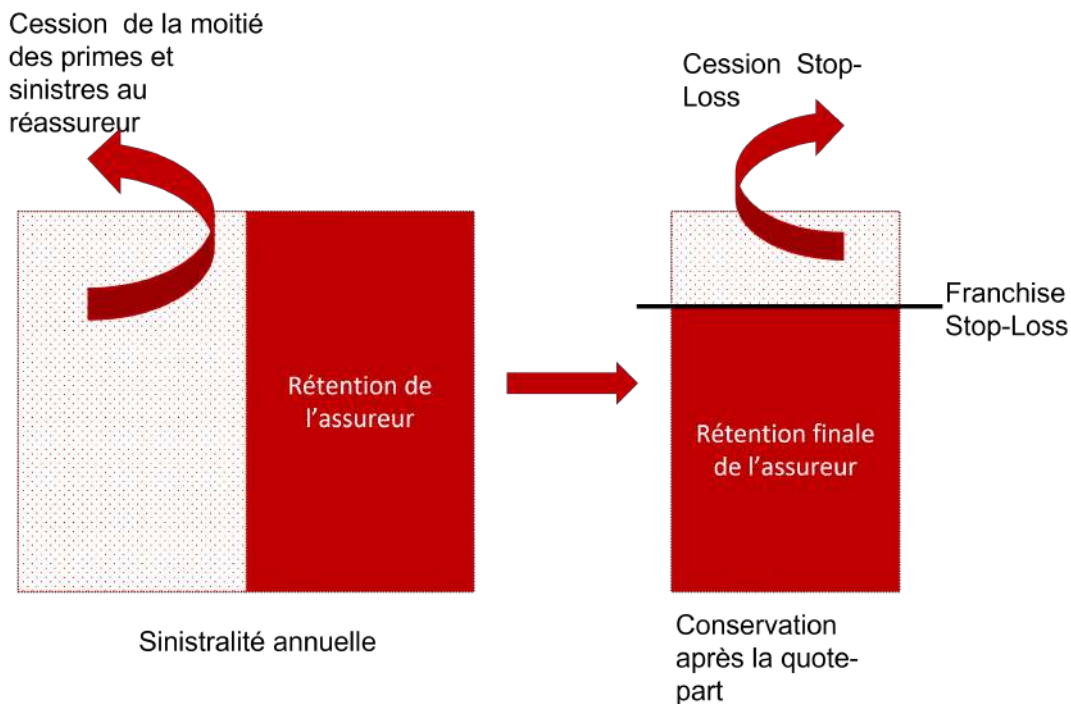 Cession de la moitié
des primes et
sinistres au
réassureur
Cession Stop-
Loss
Franchise
Stop-Loss
Rétention de
l'assureur
Rétention finale
de l'assureur
Sinistralité annuelle
Conservation
après la quote-
part